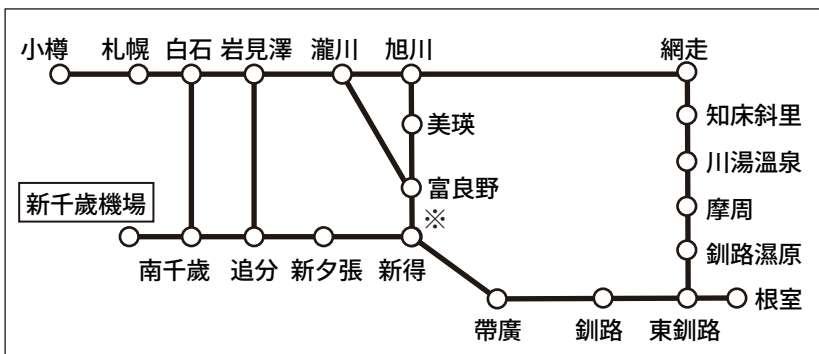 小樽
札幌
白石
岩見澤
瀧川
旭川
網走
美瑛
知床斜里
川湯溫泉
富良野
新千歲機場
※
摩周
釧路濕原
南千歲
追分
新夕張
新得
帶廣
釧路
東釧路
根室